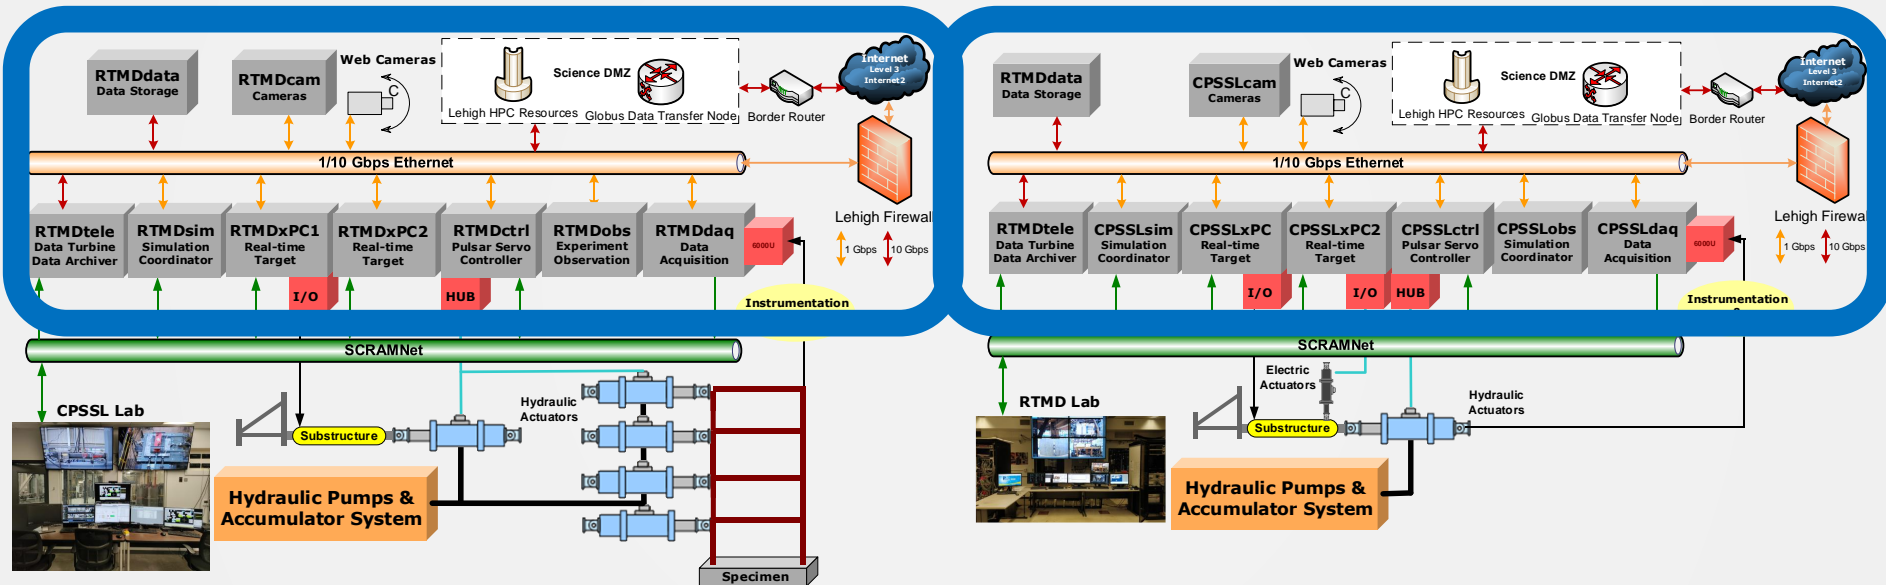 RTMDdata
Data Storage
RTMDcam
Cameras
Web Cameras
C
Science DMZ
Lehigh HPC Resources
Globus Data Transfer Node
Border Router
Internet
Level 3
Internet2
1/10 Gbps Ethernet
Lehigh Firewall
1 Gbps
10 Gbps
RTMDtele
Data Turbine
Data Archiver
RTMDsim
Simulation
Coordinator
RTMDxPC1
Real-time
Target
RTMDxPC2
Real-time
Target
RTMDctrl
Pulsar Servo
Controller
RTMDobs
Experiment
Observation
RTMDdaq
Data
Acquisition
6000U
I/O
HUB
Instrumentation
SCRAMNet
CPSSL Lab
Substructure
Hydraulic
Actuators
Hydraulic Pumps &
Accumulator System
Specimen
RTMDdata
Data Storage
CPSSLcam
Cameras
Web Cameras
C
Science DMZ
Lehigh HPC Resources
Globus Data Transfer Node
Border Router
Internet
Level 3
Internet2
1/10 Gbps Ethernet
Lehigh Firewal
1 Gbps
10 Gbps
RTMDtele
Data Turbine
Data Archiver
CPSSLsim
Simulation
Coordinator
CPSSLxPC
Real-time
Target
CPSSLxPC2
Real-time
Target
CPSSLctrl
Pulsar Servo
Controller
CPSSLobs
Simulation
Coordinator
CPSSLdaq
Data
Acquisition
6000U
I/O
I/O
HUB
Instrumentation
SCRAMNet
RTMD Lab
Electric
Actuators
Substructure
Hydraulic
Actuators
Hydraulic Pumps &
Accumulator System